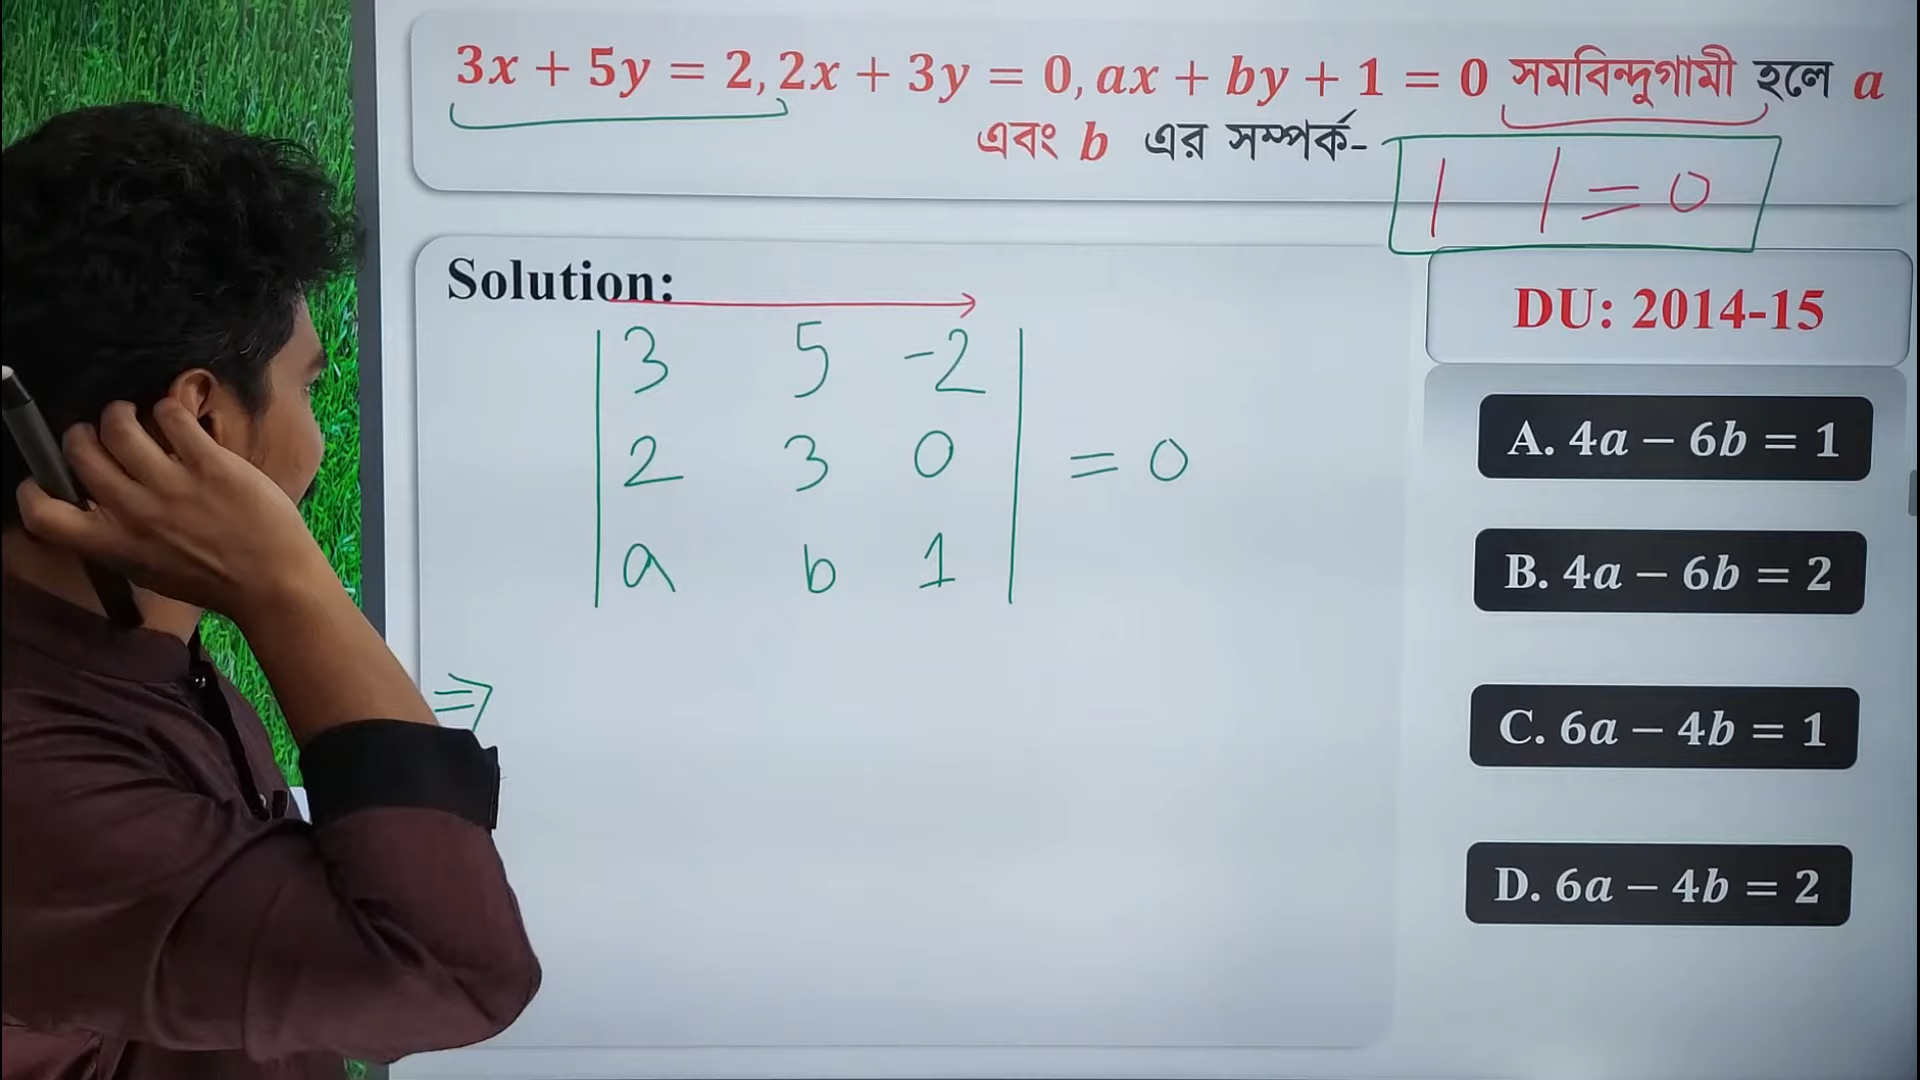 3x + 5y = 2, 2x + 3y = 0, ax + by + 1 = 0 সমবিন্দুগামী হলে a
এবং b এর সম্পর্ক-
| | = 0
Solution:
DU: 2014-15
3 5 -2
2 3 0 = 0
a b 1
⇒
A. 4a − 6b = 1
B. 4a − 6b = 2
C. 6a − 4b = 1
D. 6a − 4b = 2